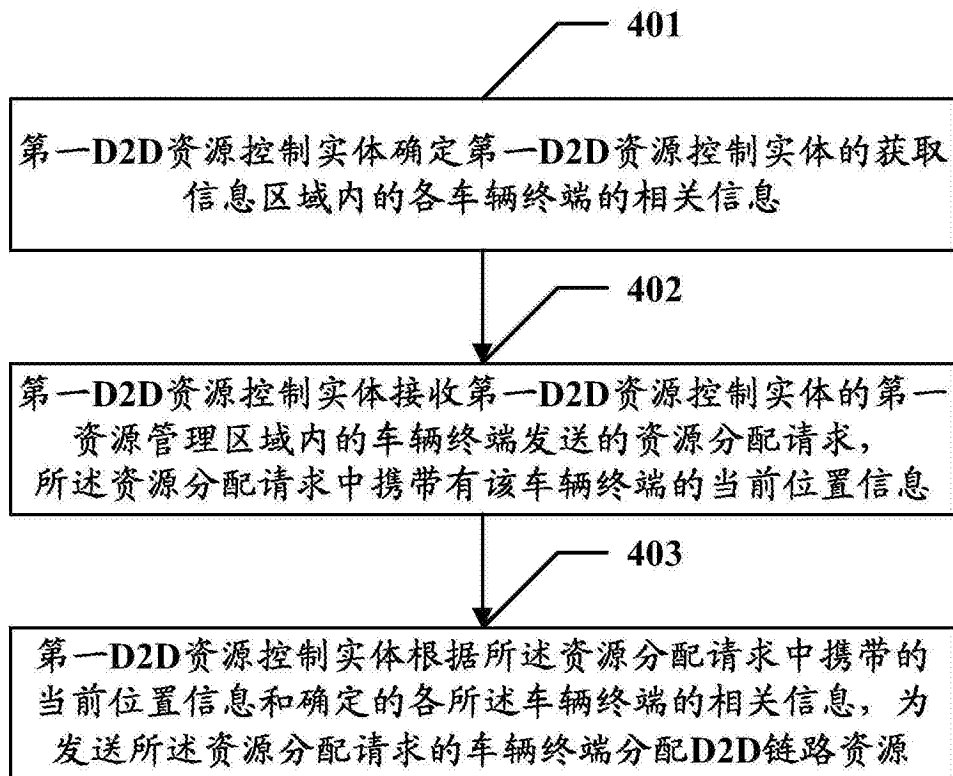 401
第一D2D资源控制实体确定第一D2D资源控制实体的获取
信息区域内的各车辆终端的相关信息
402
第一D2D资源控制实体接收第一D2D资源控制实体的第一
资源管理区域内的车辆终端发送的资源分配请求,
所述资源分配请求中携带有该车辆终端的当前位置信息
403
第一D2D资源控制实体根据所述资源分配请求中携带的
当前位置信息和确定的各所述车辆终端的相关信息，为
发送所述资源分配请求的车辆终端分配D2D链路资源